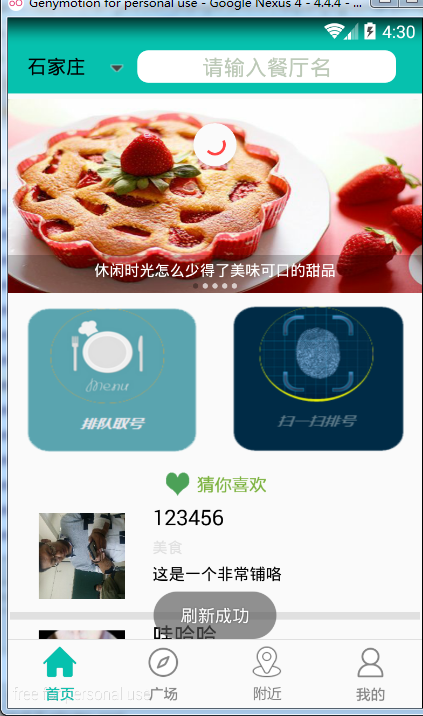 Genymotion for personal use - Google Nexus 4 - 4.4.4 - ...
4:30
石家庄
请输入餐厅名
休闲时光怎么少得了美味可口的甜品
Menu
排队取号
扫一扫排号
猜你喜欢
123456
美食
这是一个非常铺咯
刷新成功
哇哈哈
free for personal use
首页
广场
附近
我的